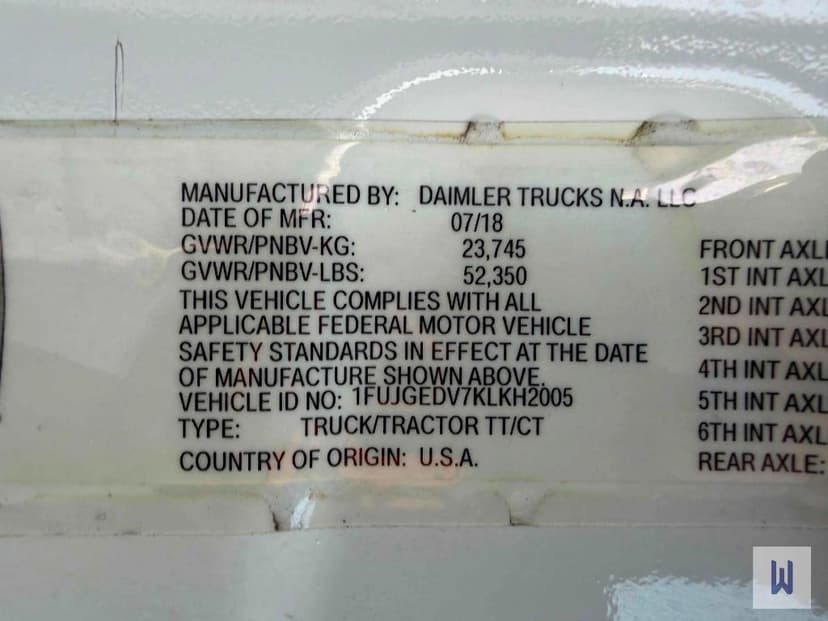 MANUFACTURED BY: DAIMLER TRUCKS N.A. LLC
DATE OF MFR: 07/18
GVWR/PNBV-KG: 23,745
GVWR/PNBV-LBS: 52,350
THIS VEHICLE COMPLIES WITH ALL
APPLICABLE FEDERAL MOTOR VEHICLE
SAFETY STANDARDS IN EFFECT AT THE DATE
OF MANUFACTURE SHOWN ABOVE.
VEHICLE ID NO: 1FUJGEDV7KLKH2005
TYPE: TRUCK/TRACTOR TT/CT
COUNTRY OF ORIGIN: U.S.A.
FRONT AXL
1ST INT AXL
2ND INT AXL
3RD INT AXL
4TH INT AXL
5TH INT AXL
6TH INT AXL
REAR AXLE:
W